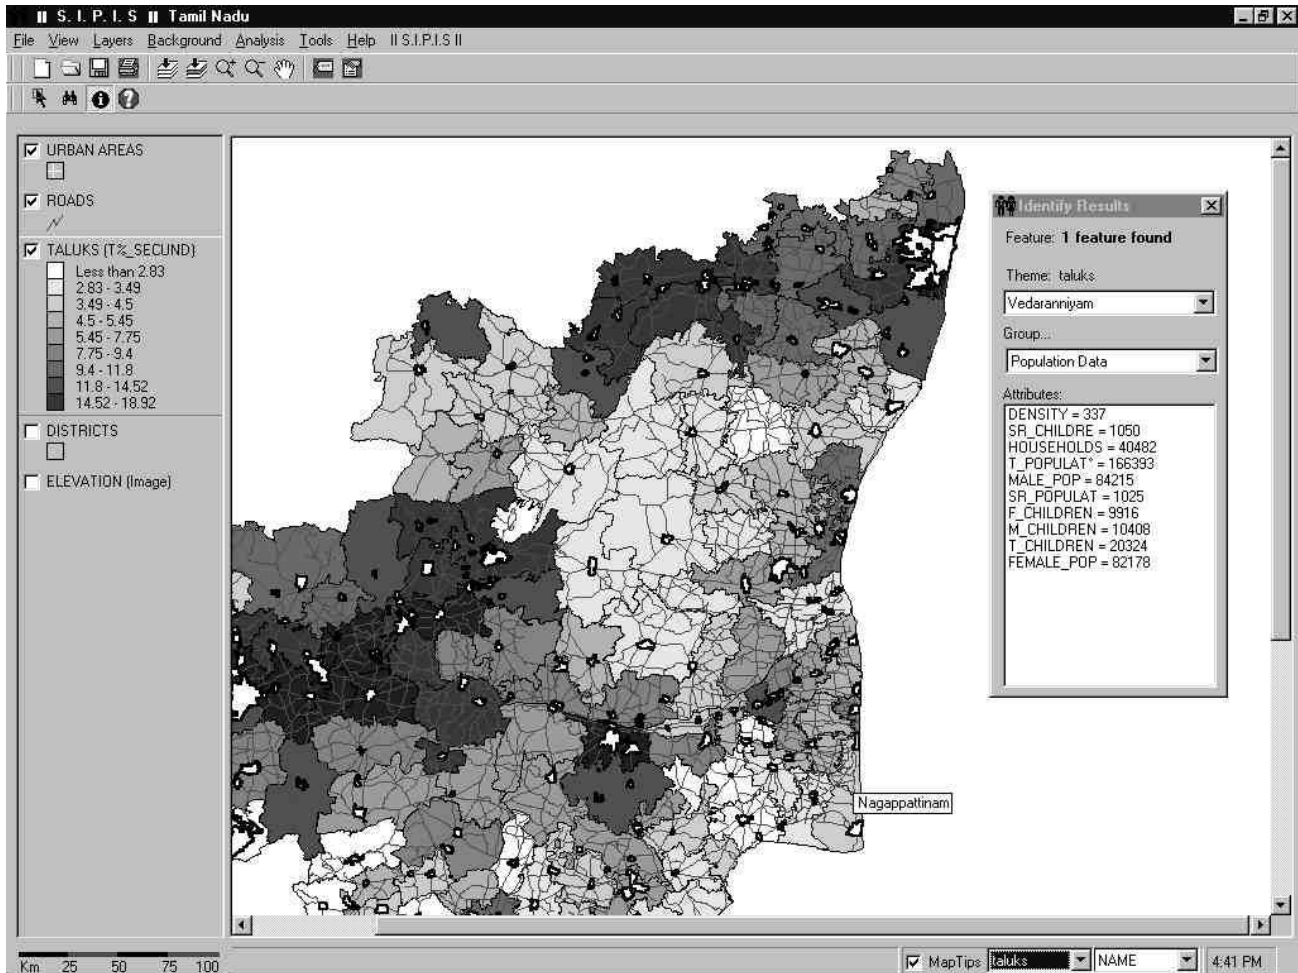 II S. I. P. I. S II Tamil Nadu
File View Layers Background Analysis Tools Help II S.I.P.I.S II
URBAN AREAS
ROADS
TALUKS (T%_SECUND)
Less than 2.83
2.83 - 3.49
3.49 - 4.5
4.5 - 5.45
5.45 - 7.75
7.75 - 9.4
9.4 - 11.8
11.8 - 14.52
14.52 - 18.92
DISTRICTS
ELEVATION (Image)
Identify Results
Feature: 1 feature found
Theme: taluks
Vedaranniyam
Group...
Population Data
Attributes:
DENSITY = 337
SR_CHILDRE = 1050
HOUSEHOLDS = 40482
T_POPULAT* = 166393
MALE_POP = 84215
SR_POPULAT = 1025
F_CHILDREN = 9916
M_CHILDREN = 10408
T_CHILDREN = 20324
FEMALE_POP = 82178
Nagappattinam
Km 25 50 75 100
MapTips taluks NAME 4:41 PM